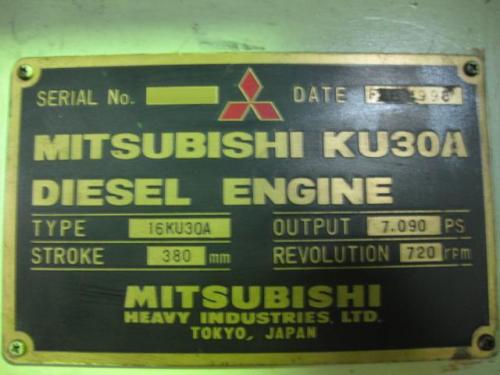 SERIAL No. DATE 1996
MITSUBISHI KU30A
DIESEL ENGINE
TYPE 16KU30A OUTPUT 7.090 PS
STROKE 380 mm REVOLUTION 720 rpm
MITSUBISHI
HEAVY INDUSTRIES, LTD.
TOKYO, JAPAN